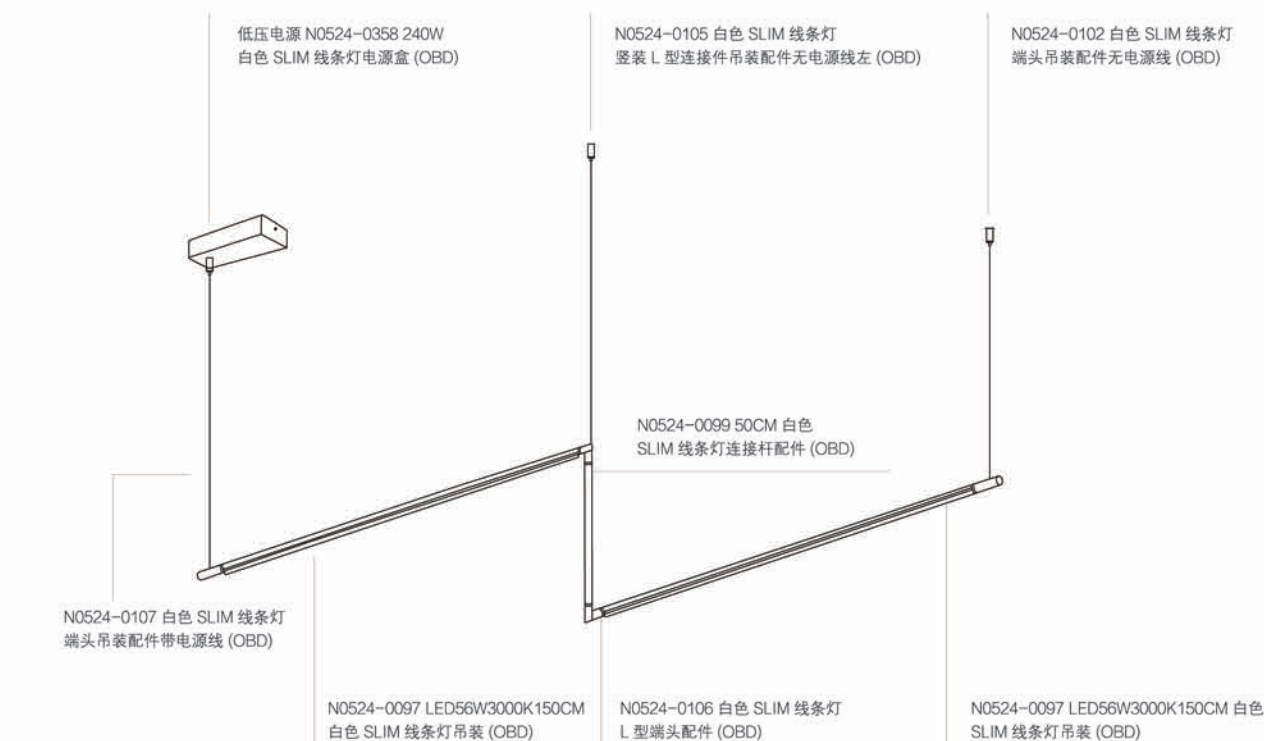 低压电源 N0524-0358 240W
白色 SLIM 线条灯电源盒 (OBD)
N0524-0105 白色 SLIM 线条灯
竖装 L 型连接件吊装配件无电源线左 (OBD)
N0524-0102 白色 SLIM 线条灯
端头吊装配件无电源线 (OBD)
N0524-0099 50CM 白色
SLIM 线条灯连接杆配件 (OBD)
N0524-0107 白色 SLIM 线条灯
端头吊装配件带电源线 (OBD)
N0524-0097 LED56W3000K150CM
白色 SLIM 线条灯吊装 (OBD)
N0524-0106 白色 SLIM 线条灯
L 型端头配件 (OBD)
N0524-0097 LED56W3000K150CM 白色
SLIM 线条灯吊装 (OBD)